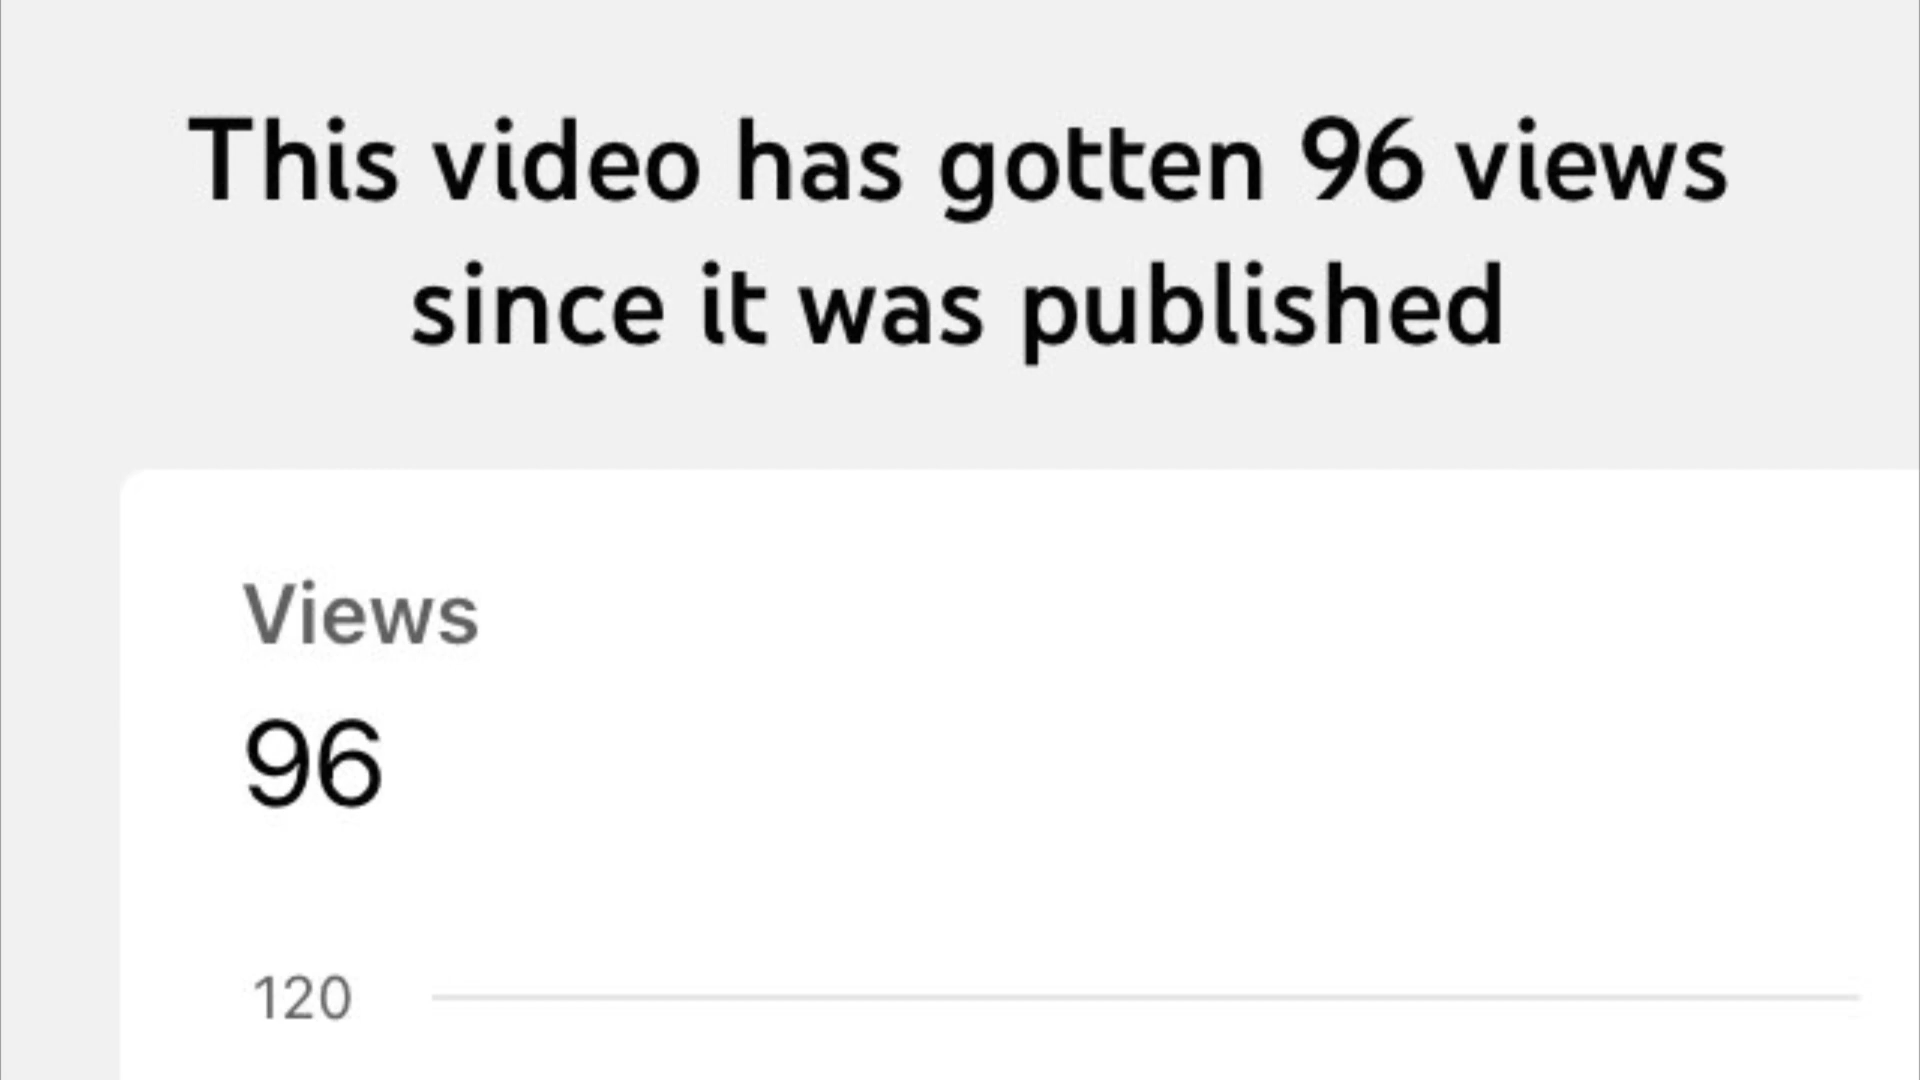 This video has gotten 96 views
since it was published
Views
96
120